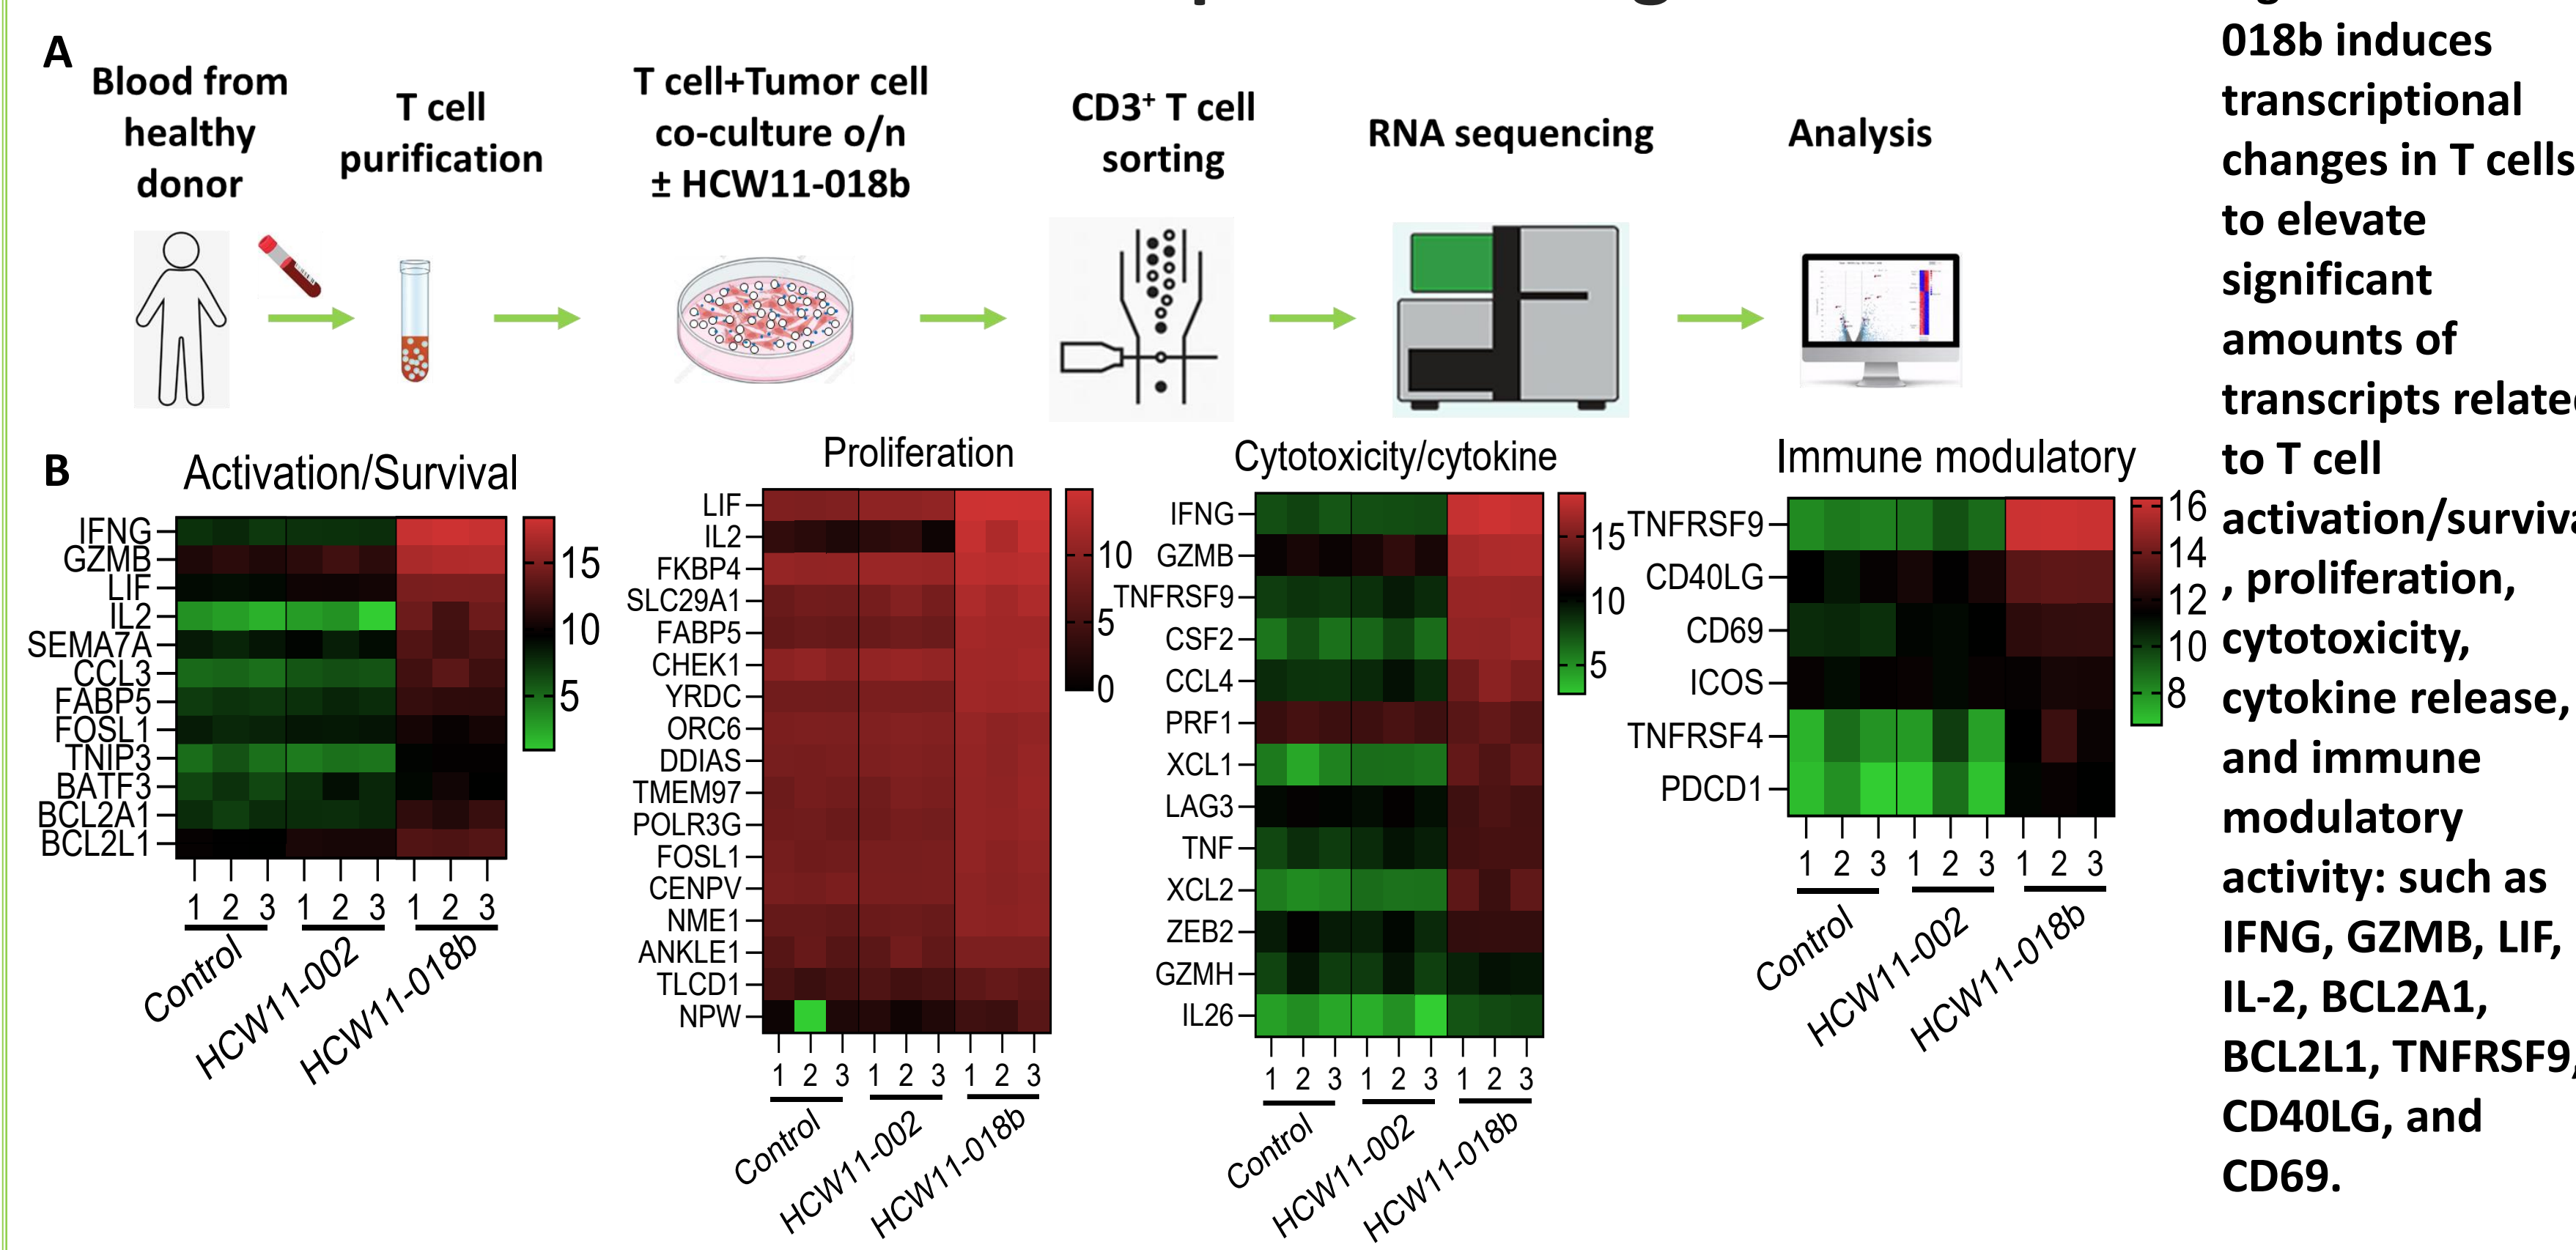 A
Blood from
healthy
donor
T cell
purification
T cell+Tumor cell
co-culture o/n
± HCW11-018b
CD3+ T cell
sorting
RNA sequencing
Analysis
B
Activation/Survival
IFNG
GZMB
LIF
IL2
SEMA7A
CCL3
FABP5
FOSL1
TNIP3
BATF3
BCL2A1
BCL2L1
15
10
5
1 2 3 1 2 3 1 2 3
Control
HCW11-002
HCW11-018b
Proliferation
LIF
IL2
FKBP4
SLC29A1
FABP5
CHEK1
YRDC
ORC6
DDIAS
TMEM97
POLR3G
FOSL1
CENPV
NME1
ANKLE1
TLCD1
NPW
10
5
0
1 2 3 1 2 3 1 2 3
Control
HCW11-002
HCW11-018b
Cytotoxicity/cytokine
IFNG
GZMB
TNFRSF9
CSF2
CCL4
PRF1
XCL1
LAG3
TNF
XCL2
ZEB2
GZMH
IL26
15
10
5
1 2 3 1 2 3 1 2 3
Control
HCW11-002
HCW11-018b
Immune modulatory
TNFRSF9
CD40LG
CD69
ICOS
TNFRSF4
PDCD1
16
14
12
10
8
1 2 3 1 2 3 1 2 3
Control
HCW11-002
HCW11-018b
018b induces
transcriptional
changes in T cells
to elevate
significant
amounts of
transcripts
to T cell
, proliferation,
cytotoxicity,
cytokine release,
and immune
modulatory
activity: such as
IFNG, GZMB, LIF,
IL-2, BCL2A1,
BCL2L1, TNFRSF9,
CD40LG, and
CD69.